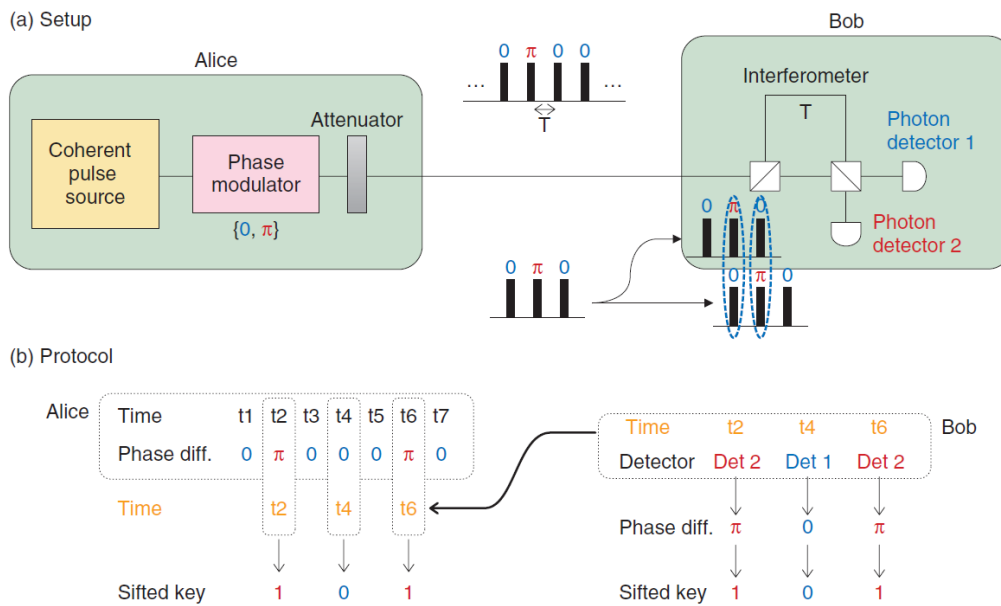 (a) Setup
Bob
Alice
0 π 0 0
... ...
T
Interferometer
T
Attenuator
Coherent
pulse
source
Phase
modulator
{0, π}
Photon
detector 1
Photon
detector 2
0 π 0
0 π 0
0 π 0
(b) Protocol
Alice
Time t1 t2 t3 t4 t5 t6 t7
Phase diff. 0 π 0 0 0 π 0
Time t2 t4 t6
Sifted key 1 0 1
Time t2 t4 t6 Bob
Detector Det 2 Det 1 Det 2
Phase diff. π 0 π
Sifted key 1 0 1